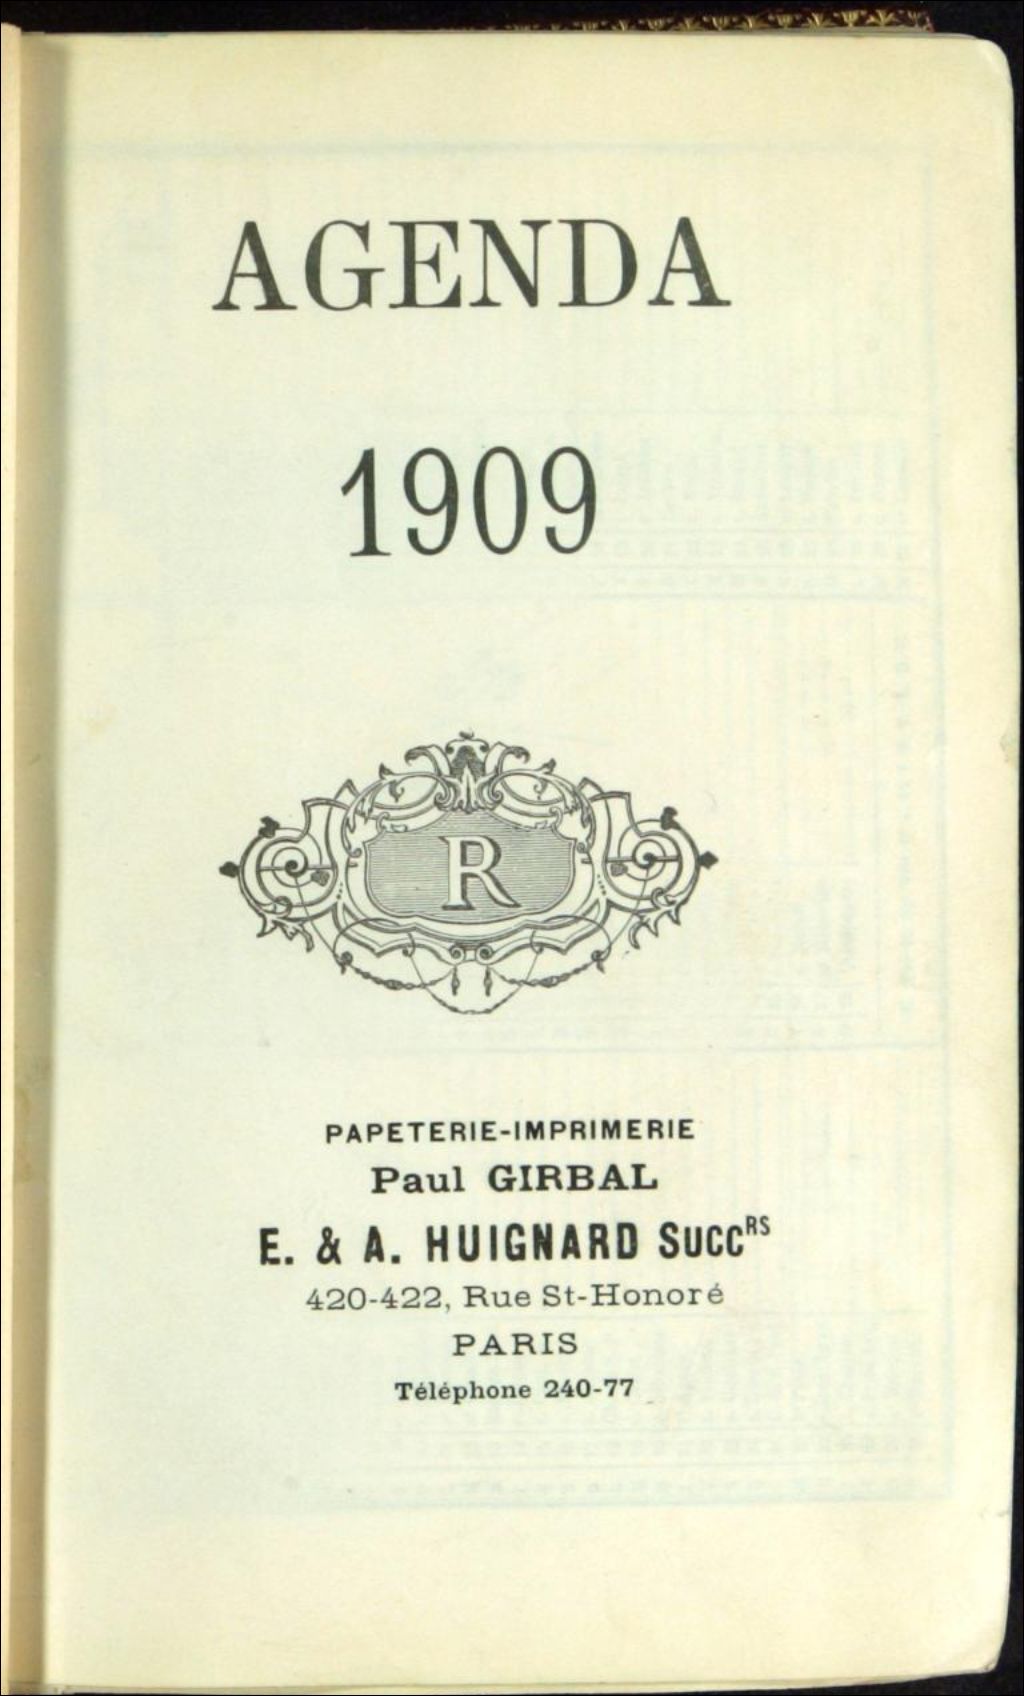 AGENDA
1909
R
PAPETERIE-IMPRIMERIE
Paul GIRBAL
E. & A. HUIGNARD SUCCRS
420-422, Rue St-Honoré
PARIS
Téléphone 240-77